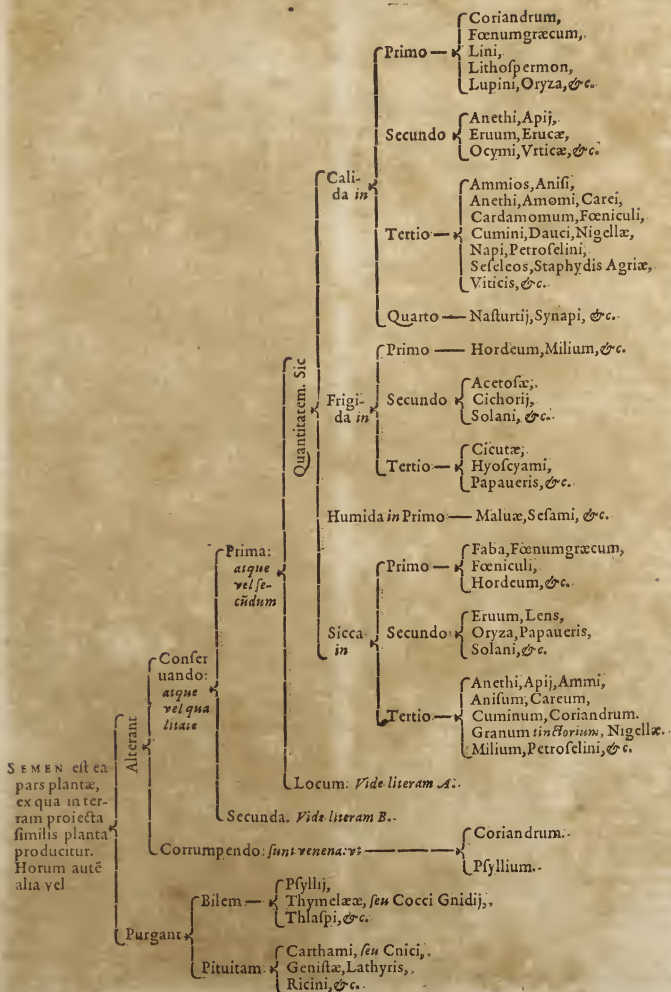 Coriandrum,
Fœnumgræcum,
Primo
Lini,
Lithoſpermon,
Lupini, Oryza, &c.
Anethi, Apij,
Secundo
Eruum, Erucæ,
Ocymi, Vrticæ, &c.
Cali-
da in
Ammios, Aniſi,
Anethi, Amomi, Carei,
Cardamomum, Fœniculi,
Tertio
Cumini, Dauci, Nigellæ,
Napi, Petroſelini,
Seſeleos, Staphydis Agriæ,
Viticis, &c.
Quarto — Naſturtij, Synapi, &c.
Quantitatem. Sic
Primo — Hordeum, Milium, &c.
Frigi-
da in
Acetoſæ,
Secundo
Cichorij,
Solani, &c.
Cicutæ,
Tertio
Hyoſcyami,
Papaueris, &c.
Humida in Primo — Maluæ, Seſami, &c.
Prima:
atque
vel ſe-
cũdum
Faba, Fœnumgræcum,
Primo
Fœniculi,
Hordeum, &c.
Sicca
in
Eruum, Lens,
Secundo
Oryza, Papaueris,
Solani, &c.
Anethi, Apij, Ammi,
Aniſum, Careum,
Tertio
Cuminum, Coriandrum.
Granum tinctorium, Nigellæ.
Milium, Petroſelini, &c.
Conſer
uando:
atque
vel qua
litate
Alterant
Locum: Vide literam A.
Secunda. Vide literam B.
SEMEN eſt ea
pars plantæ,
ex qua in ter-
ram proiecta
ſimilis planta
producitur.
Horum autẽ
alia vel
Corrumpendo: ſunt venena: vt
Coriandrum.
Pſyllium.
Purgant
Bilem
Pſyllij,
Thymelææ, ſeu Cocci Gnidij,
Thlaſpi, &c.
Pituitam:
Carthami, ſeu Cnici,
Geniſtæ, Lathyris,
Ricini, &c.